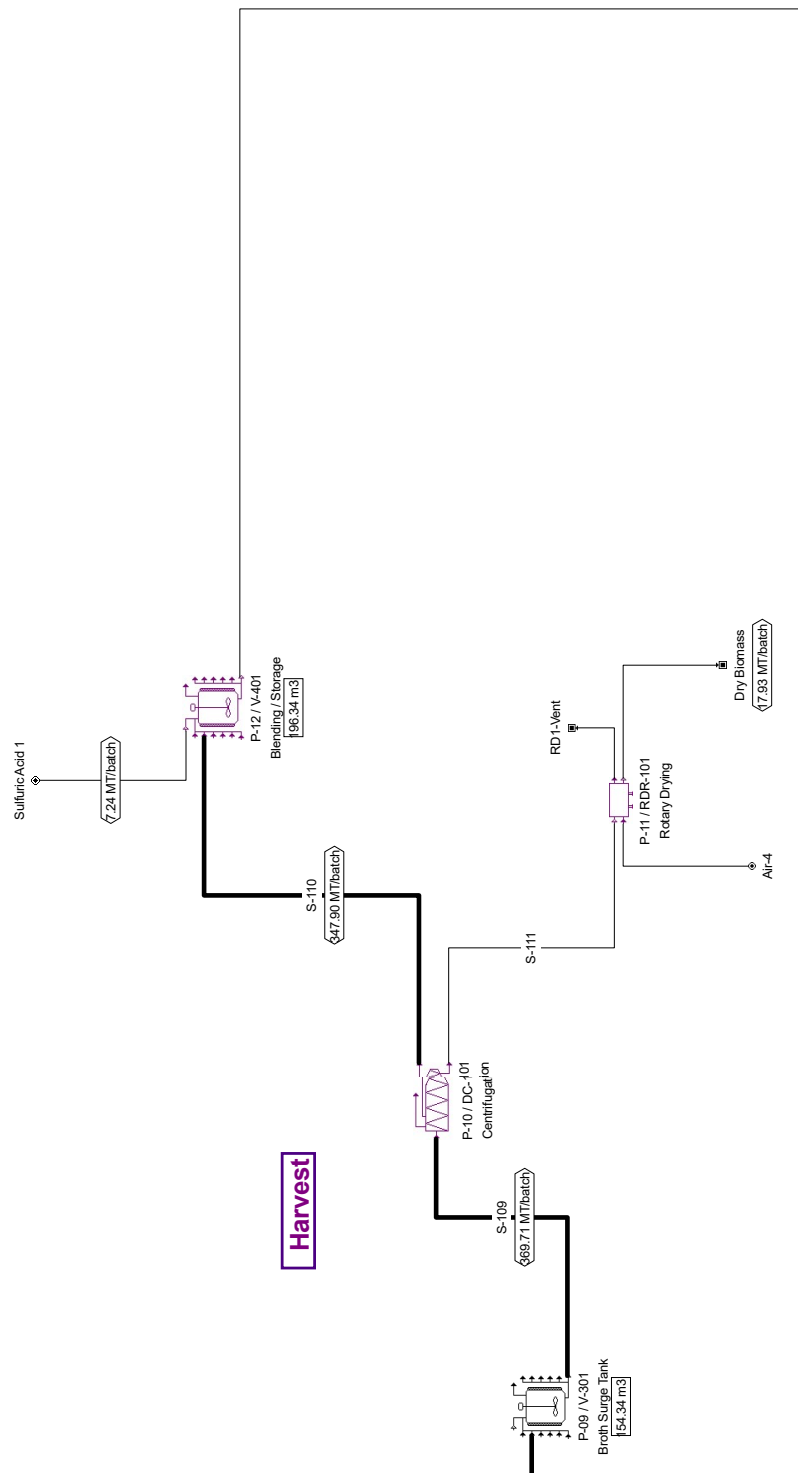 Sulfuric Acid 1
7.24 MT/batch
P-12 / V-401
Blending / Storage
196.34 m3
S-110
347.90 MT/batch
RD1-Vent
Dry Biomass
17.93 MT/batch
P-11 / RDR-101
Rotary Drying
Air-4
S-111
P-10 / DC-101
Centrifugation
Harvest
S-109
369.71 MT/batch
P-09 / V-301
Broth Surge Tank
154.34 m3